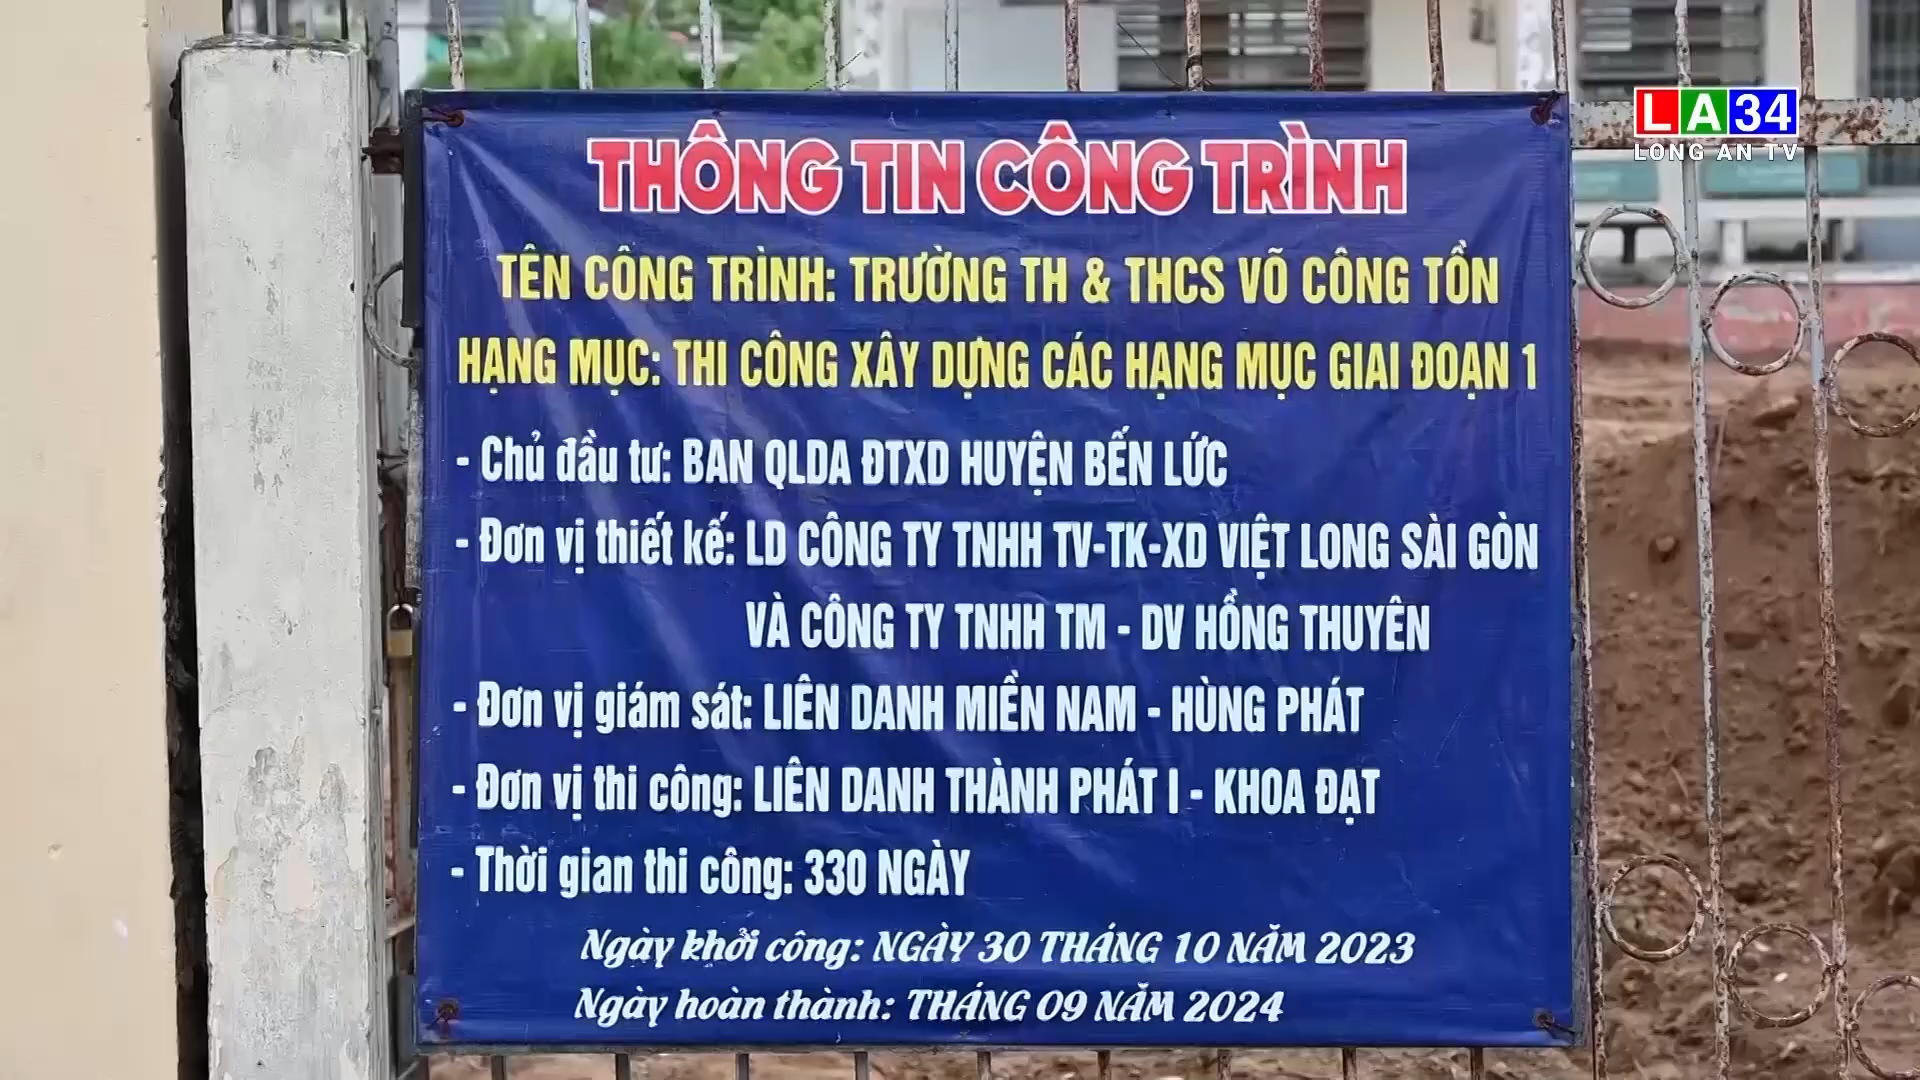 LA34
LONG AN TV
THÔNG TIN CÔNG TRÌNH
TÊN CÔNG TRÌNH: TRƯỜNG TH & THCS VÕ CÔNG TỒN
HẠNG MỤC: THI CÔNG XÂY DỰNG CÁC HẠNG MỤC GIAI ĐOẠN 1
- Chủ đầu tư: BAN QLDA ĐTXD HUYỆN BẾN LỨC
- Đơn vị thiết kế: LD CÔNG TY TNHH TV-TK-XD VIỆT LONG SÀI GÒN
VÀ CÔNG TY TNHH TM - DV HỒNG THUYÊN
- Đơn vị giám sát: LIÊN DANH MIỀN NAM - HÙNG PHÁT
- Đơn vị thi công: LIÊN DANH THÀNH PHÁT I - KHOA ĐẠT
- Thời gian thi công: 330 NGÀY
Ngày khởi công: NGÀY 30 THÁNG 10 NĂM 2023
Ngày hoàn thành: THÁNG 09 NĂM 2024